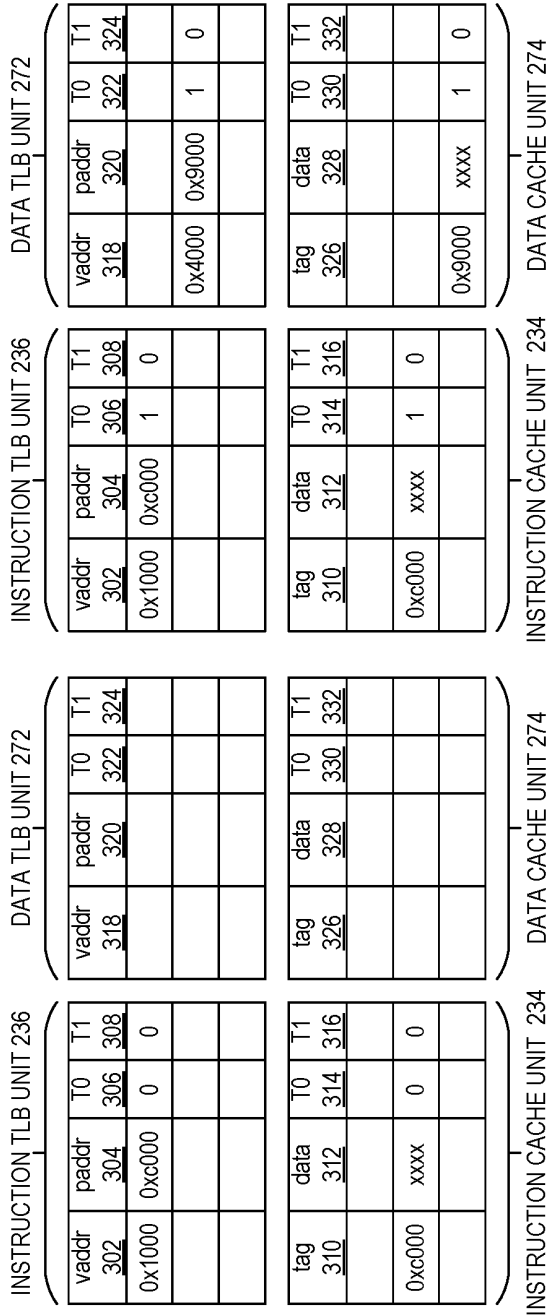 INSTRUCTION TLB UNIT 236
vaddr 302 paddr 304 T0 306 T1 308
0x1000 0xc000 0 0
tag 310 data 312 T0 314 T1 316
0xc000 xxxx 0 0
INSTRUCTION CACHE UNIT 234
DATA TLB UNIT 272
vaddr 318 paddr 320 T0 322 T1 324
tag 326 data 328 T0 330 T1 332
DATA CACHE UNIT 274
INSTRUCTION TLB UNIT 236
vaddr 302 paddr 304 T0 306 T1 308
0x1000 0xc000 1 0
tag 310 data 312 T0 314 T1 316
0xc000 xxxx 1 0
INSTRUCTION CACHE UNIT 234
DATA TLB UNIT 272
vaddr 318 paddr 320 T0 322 T1 324
0x4000 0x9000 1 0
tag 326 data 328 T0 330 T1 332
0x9000 xxxx 1 0
DATA CACHE UNIT 274